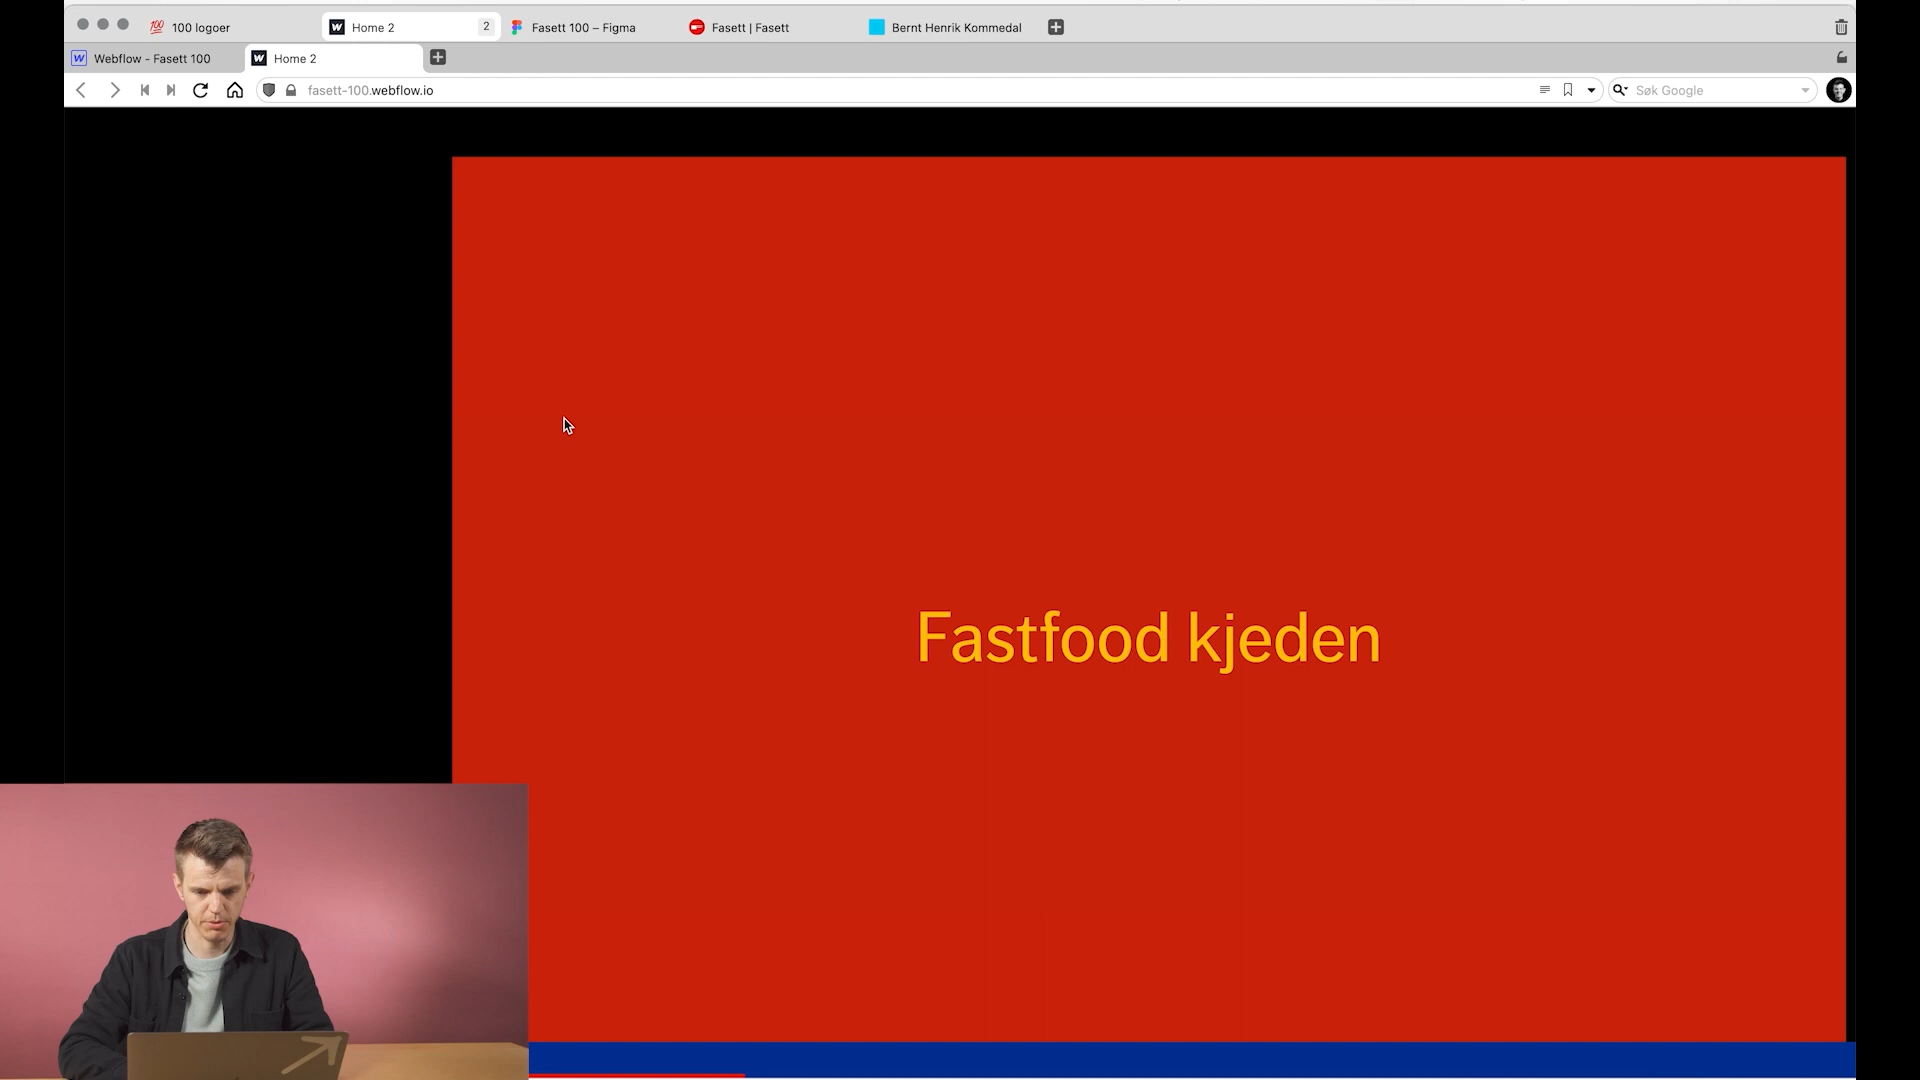 💯 100 logoer
W Home 2 2
Fasett 100 – Figma
Fasett | Fasett
Bernt Henrik Kommedal
W Webflow - Fasett 100
W Home 2
fasett-100.webflow.io
Søk Google
Fastfood kjeden